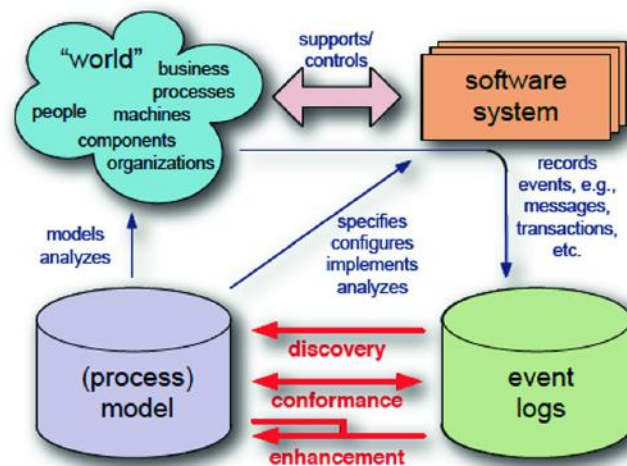 "world"
business
processes
people
machines
components
organizations
supports/
controls
software
system
records
events, e.g.,
messages,
transactions,
etc.
models
analyzes
specifies
configures
implements
analyzes
(process)
model
discovery
conformance
enhancement
event
logs